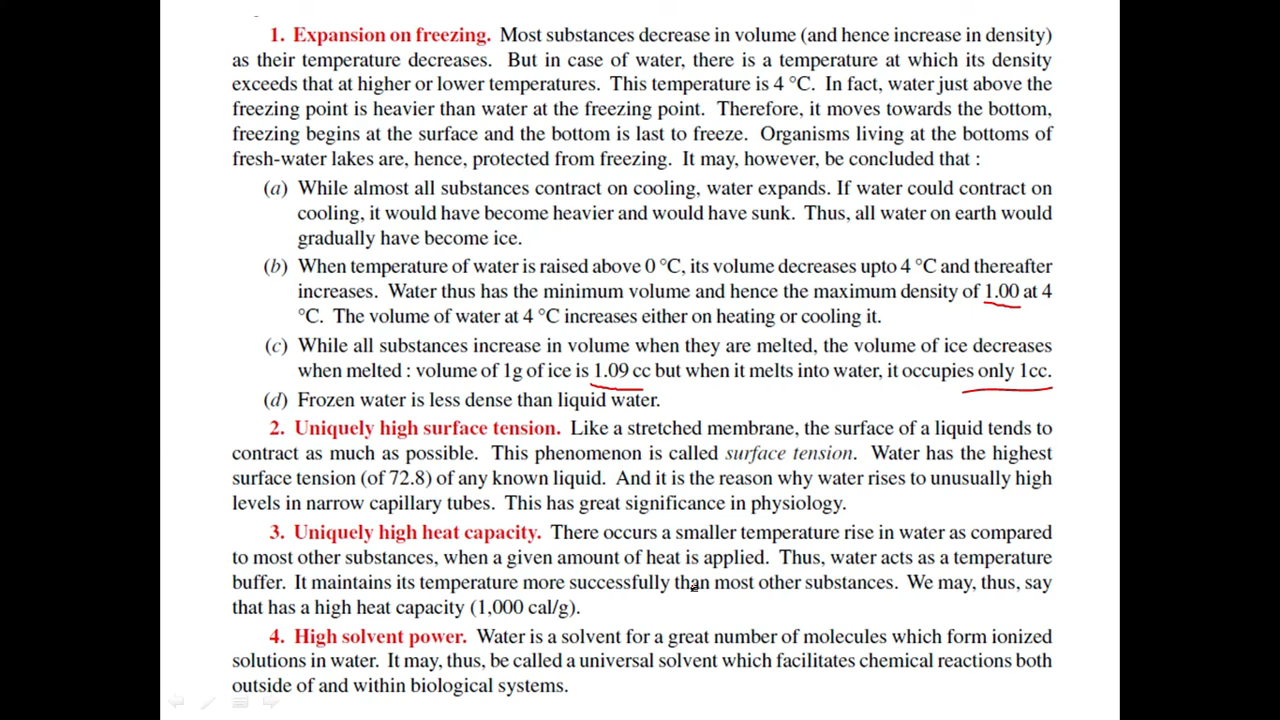 1. Expansion on freezing. Most substances decrease in volume (and hence increase in density)
as their temperature decreases. But in case of water, there is a temperature at which its density
exceeds that at higher or lower temperatures. This temperature is 4 °C. In fact, water just above the
freezing point is heavier than water at the freezing point. Therefore, it moves towards the bottom,
freezing begins at the surface and the bottom is last to freeze. Organisms living at the bottoms of
fresh-water lakes are, hence, protected from freezing. It may, however, be concluded that :
(a) While almost all substances contract on cooling, water expands. If water could contract on
cooling, it would have become heavier and would have sunk. Thus, all water on earth would
gradually have become ice.
(b) When temperature of water is raised above 0 °C, its volume decreases upto 4 °C and thereafter
increases. Water thus has the minimum volume and hence the maximum density of 1.00 at 4
°C. The volume of water at 4 °C increases either on heating or cooling it.
(c) While all substances increase in volume when they are melted, the volume of ice decreases
when melted : volume of 1g of ice is 1.09 cc but when it melts into water, it occupies only 1cc.
(d) Frozen water is less dense than liquid water.
2. Uniquely high surface tension. Like a stretched membrane, the surface of a liquid tends to
contract as much as possible. This phenomenon is called surface tension. Water has the highest
surface tension (of 72.8) of any known liquid. And it is the reason why water rises to unusually high
levels in narrow capillary tubes. This has great significance in physiology.
3. Uniquely high heat capacity. There occurs a smaller temperature rise in water as compared
to most other substances, when a given amount of heat is applied. Thus, water acts as a temperature
buffer. It maintains its temperature more successfully than most other substances. We may, thus, say
that has a high heat capacity (1,000 cal/g).
4. High solvent power. Water is a solvent for a great number of molecules which form ionized
solutions in water. It may, thus, be called a universal solvent which facilitates chemical reactions both
outside of and within biological systems.